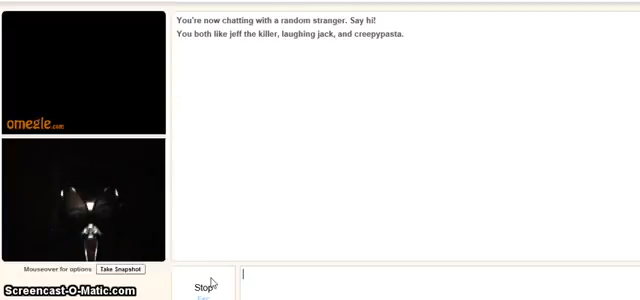 You're now chatting with a random stranger. Say hi!
You both like jeff the killer, laughing jack, and creepypasta.
omegle.com
Mouseover for options Take Snapshot
Stop
Esc
Screencast-O-Matic.com